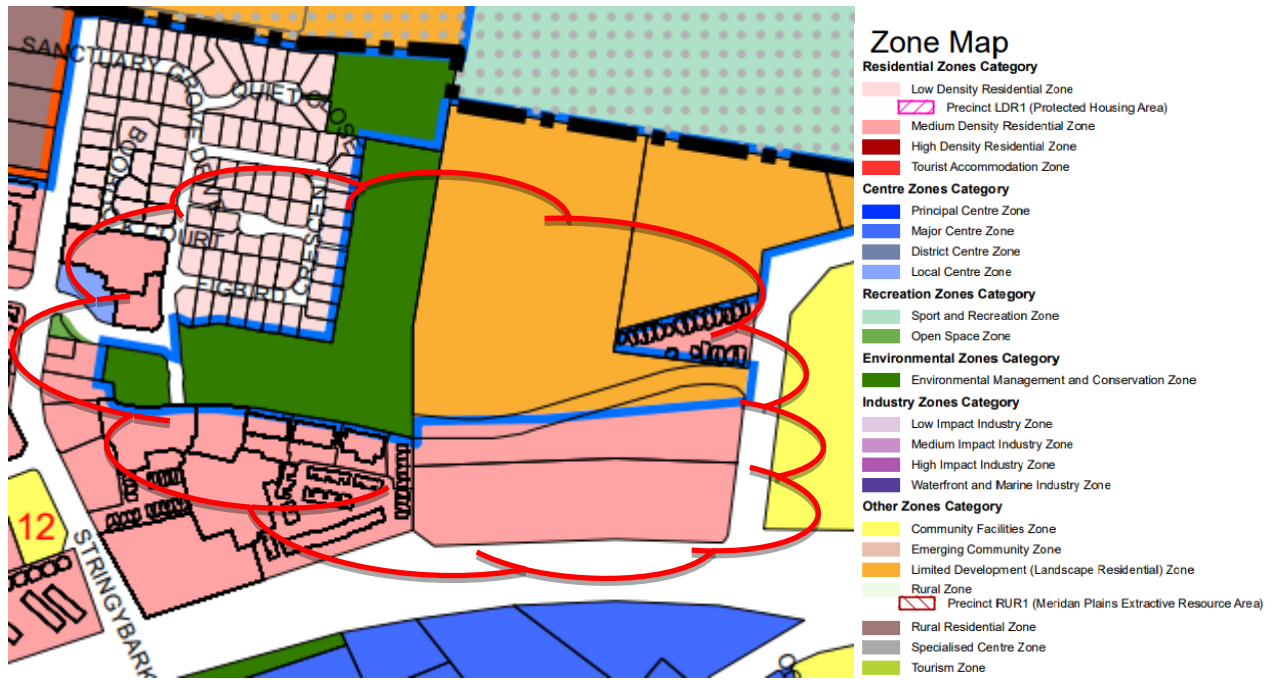 SANCTUARY GROVE
QUIET CLOSE
COURT
CRESCENT
FIGBIRD
12
STRINGYBARK
Zone Map
Residential Zones Category
Low Density Residential Zone
Precinct LDR1 (Protected Housing Area)
Medium Density Residential Zone
High Density Residential Zone
Tourist Accommodation Zone
Centre Zones Category
Principal Centre Zone
Major Centre Zone
District Centre Zone
Local Centre Zone
Recreation Zones Category
Sport and Recreation Zone
Open Space Zone
Environmental Zones Category
Environmental Management and Conservation Zone
Industry Zones Category
Low Impact Industry Zone
Medium Impact Industry Zone
High Impact Industry Zone
Waterfront and Marine Industry Zone
Other Zones Category
Community Facilities Zone
Emerging Community Zone
Limited Development (Landscape Residential) Zone
Rural Zone
Precinct RUR1 (Meridan Plains Extractive Resource Area)
Rural Residential Zone
Specialised Centre Zone
Tourism Zone